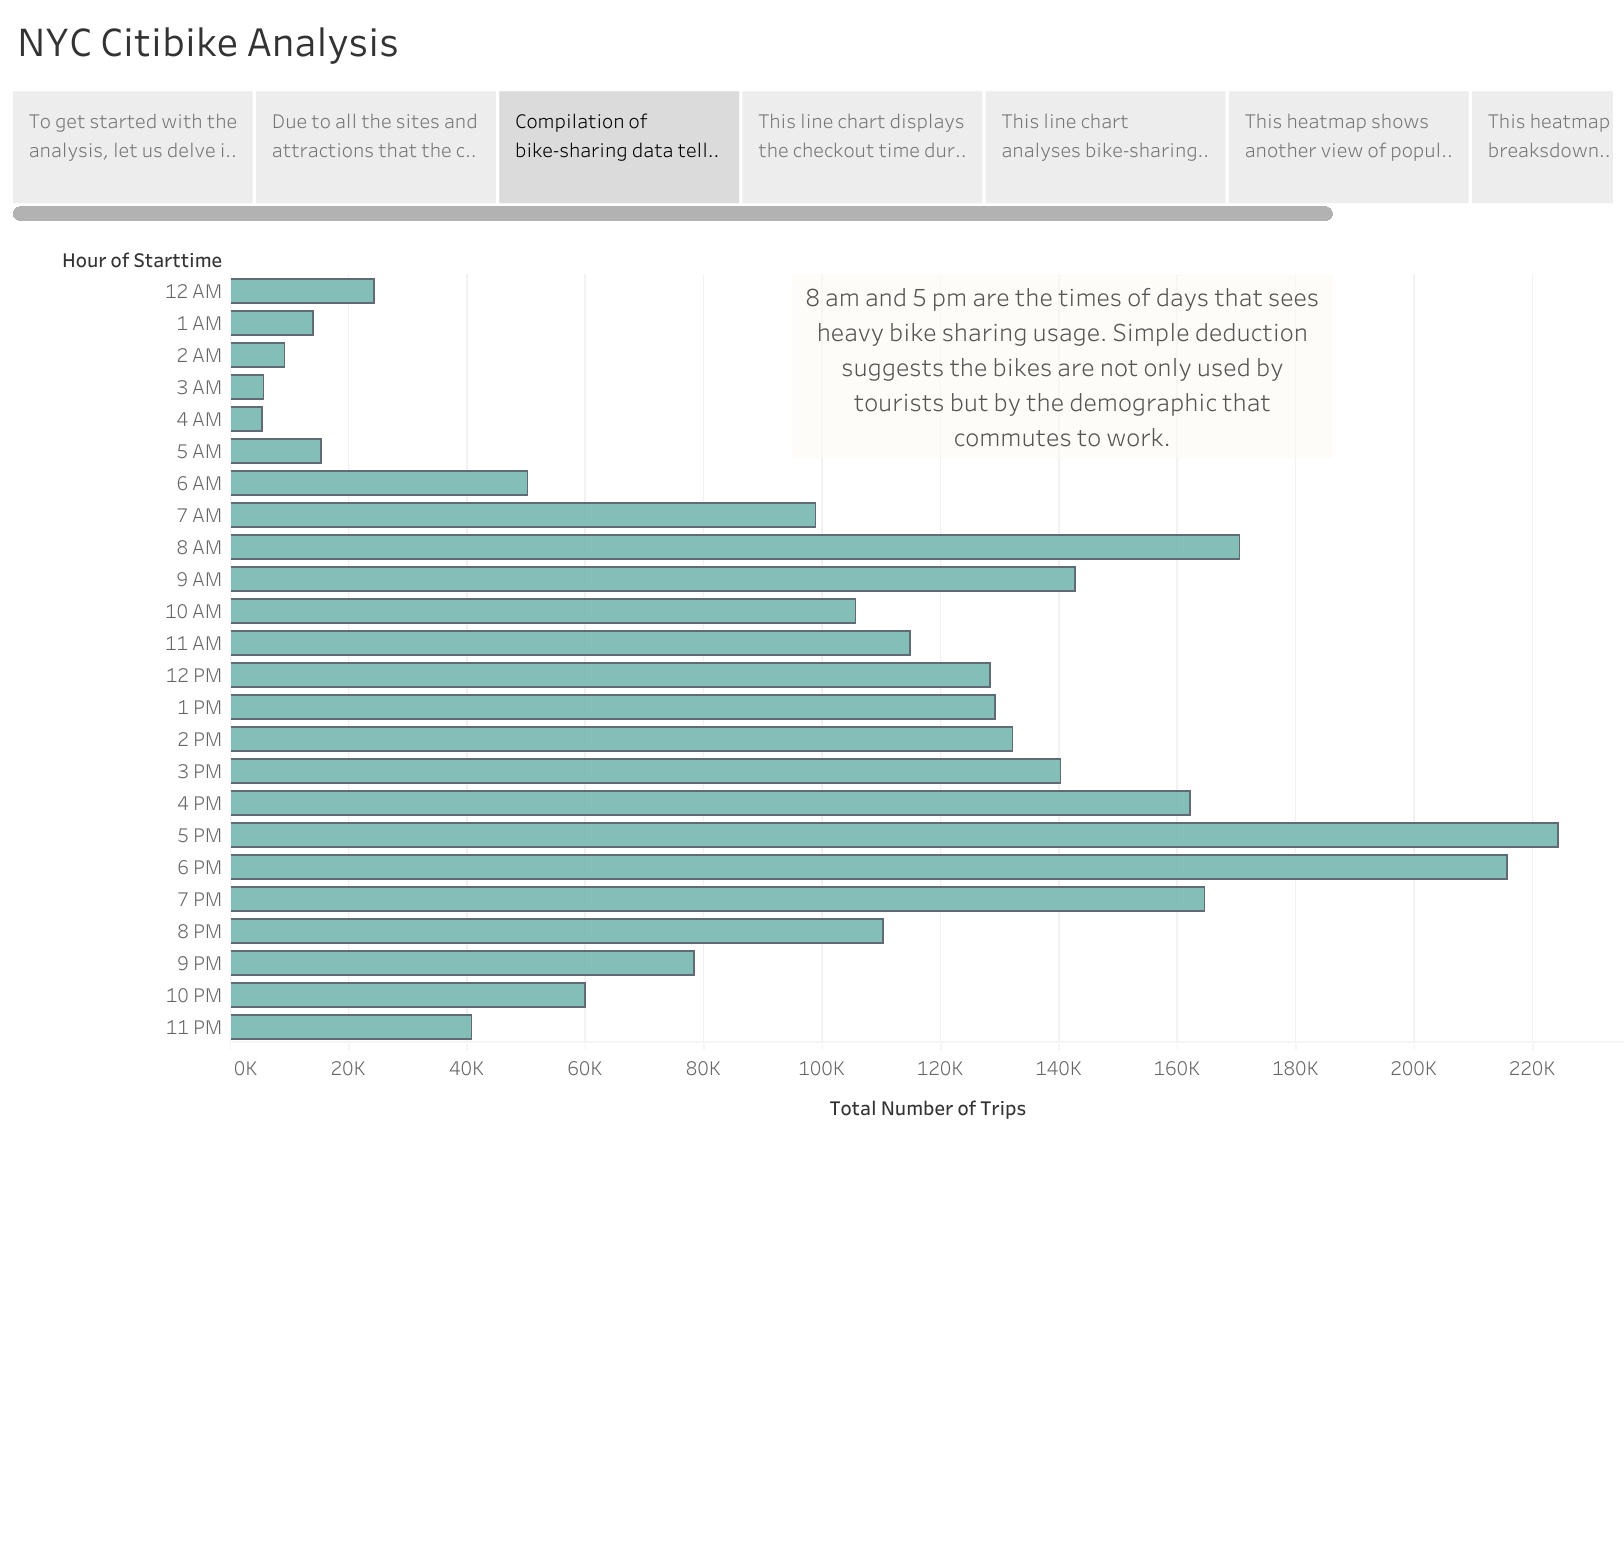 NYC Citibike Analysis
To get started with the
analysis, let us delve i..
Due to all the sites and
attractions that the c..
Compilation of
bike-sharing data tell..
This line chart displays
the checkout time dur..
This line chart
analyses bike-sharing..
This heatmap shows
another view of popul..
This heatmap
breaksdown..
Hour of Starttime
12 AM
1 AM
2 AM
3 AM
4 AM
5 AM
6 AM
7 AM
8 AM
9 AM
10 AM
11 AM
12 PM
1 PM
2 PM
3 PM
4 PM
5 PM
6 PM
7 PM
8 PM
9 PM
10 PM
11 PM
8 am and 5 pm are the times of days that sees
heavy bike sharing usage. Simple deduction
suggests the bikes are not only used by
tourists but by the demographic that
commutes to work.
0K 20K 40K 60K 80K 100K 120K 140K 160K 180K 200K 220K
Total Number of Trips